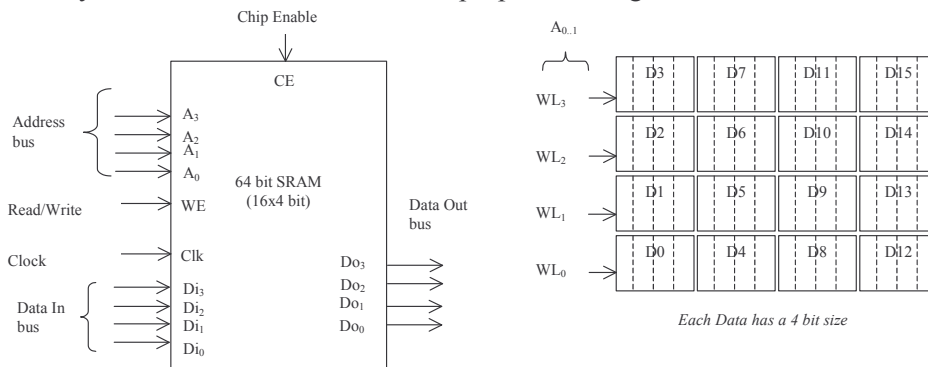 Chip Enable
CE
Address
bus
A3
A2
A1
A0
Read/Write
WE
64 bit SRAM
(16x4 bit)
Clock
Clk
Data In
bus
Di3
Di2
Di1
Di0
Data Out
bus
Do3
Do2
Do1
Do0
A0..1
WL3
D3 D7 D11 D15
WL2
D2 D6 D10 D14
WL1
D1 D5 D9 D13
WL0
D0 D4 D8 D12
Each Data has a 4 bit size